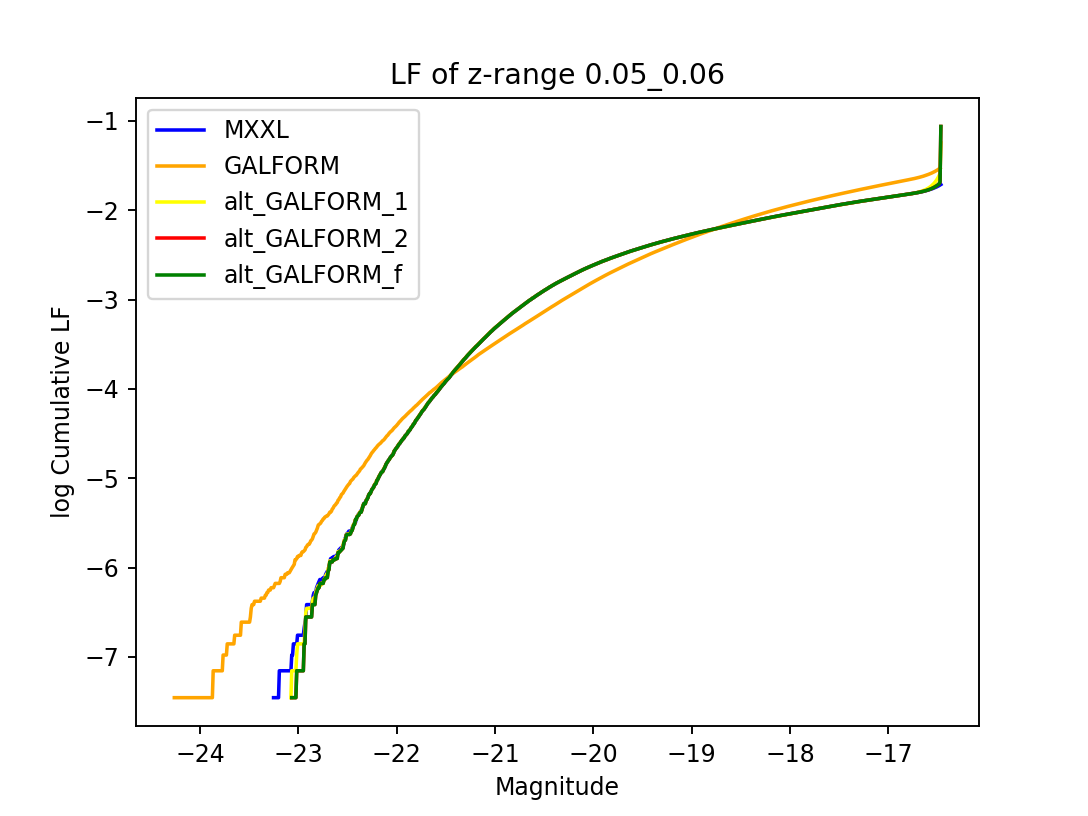 LF of z-range 0.05_0.06
MXXL
GALFORM
alt_GALFORM_1
alt_GALFORM_2
alt_GALFORM_f
log Cumulative LF
−1
−2
−3
−4
−5
−6
−7
−24 −23 −22 −21 −20 −19 −18 −17
Magnitude